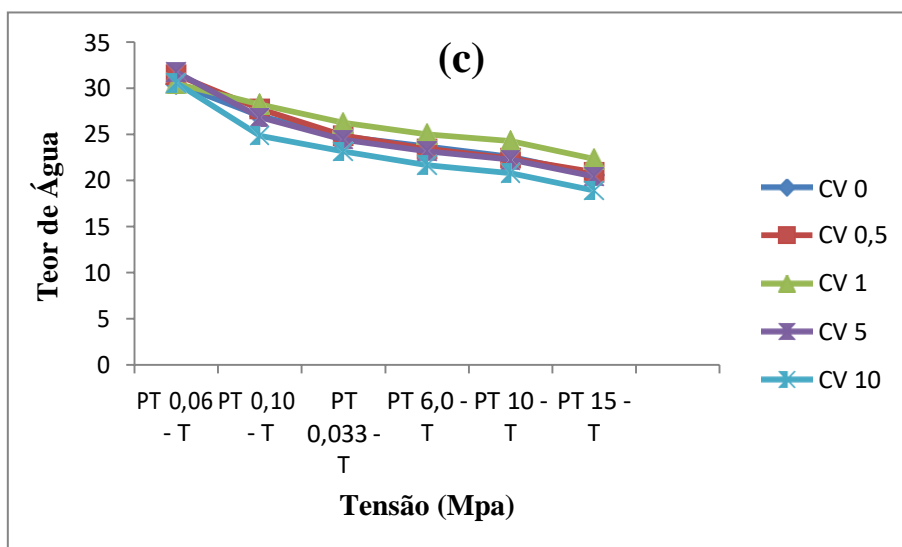 (c)
Teor de Água
35
30
25
20
15
10
5
0
PT 0,06 - T
PT 0,10 - T
PT 0,033 - T
PT 6,0 - T
PT 10 - T
PT 15 - T
Tensão (Mpa)
CV 0
CV 0,5
CV 1
CV 5
CV 10